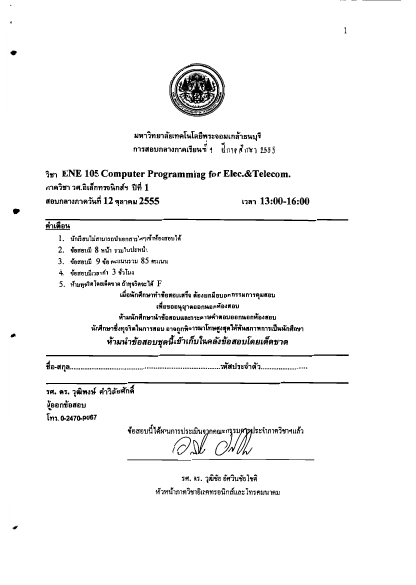 1
มหาวิทยาลัยเทคโนโลยีพระจอมเกล้าธนบุรี
การสอบกลางภาคเรียนที่ 1 ปีการศึกษา 2555
วิชา ENE 105 Computer Programming for Elec.&Telecom.
ภาควิชา วศ.อิเล็กทรอนิกส์ฯ ปีที่ 1
สอบกลางภาควันที่ 12 ตุลาคม 2555 เวลา 13:00-16:00
คำเตือน
1. นักเรียนไม่สามารถนำเอกสารใดๆเข้าห้องสอบได้
2. ข้อสอบมี 8 หน้า รวมใบปะหน้า
3. ข้อสอบมี 9 ข้อ คะแนนรวม 85 คะแนน
4. ข้อสอบมีเวลาทำ 3 ชั่วโมง
5. ห้ามทุจริตโดยเด็ดขาด ถ้าทุจริตจะได้ F
เมื่อนักศึกษาทำข้อสอบเสร็จ ต้องยกมือบอกกรรมการคุมสอบ
เพื่อขออนุญาตออกนอกห้องสอบ
ห้ามนักศึกษานำข้อสอบและกระดาษคำตอบออกนอกห้องสอบ
นักศึกษาซึ่งทุจริตในการสอบ อาจถูกพิจารณาโทษสูงสุดให้พ้นสภาพการเป็นนักศึกษา
ห้ามนำข้อสอบชุดนี้เข้าเก็บในคลังข้อสอบโดยเด็ดขาด
ชื่อ-สกุล..........................................................รหัสประจำตัว......................
รศ. ดร. วุฒิพงษ์ คำวิลัยศักดิ์
ผู้ออกข้อสอบ
โทร. 0-2470-9067
ข้อสอบนี้ได้ผ่านการประเมินจากคณะกรรมการประจำภาควิชาฯแล้ว
รศ. ดร. วุฒิชัย อัศวินชัยโชติ
หัวหน้าภาควิชาอิเล็กทรอนิกส์และโทรคมนาคม